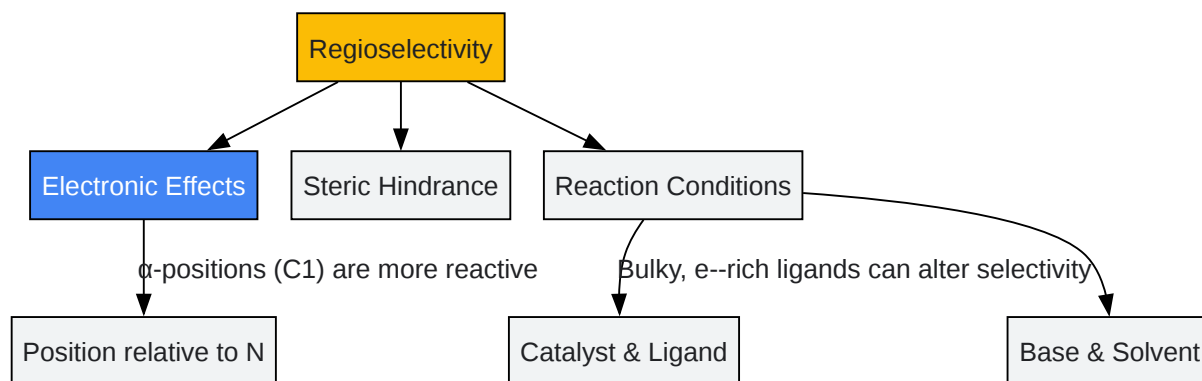 Regioselectivity
Electronic Effects
Steric Hindrance
Reaction Conditions
α-positions (C1) are more reactive
Bulky, e--rich ligands can alter selectivity
Position relative to N
Catalyst & Ligand
Base & Solvent